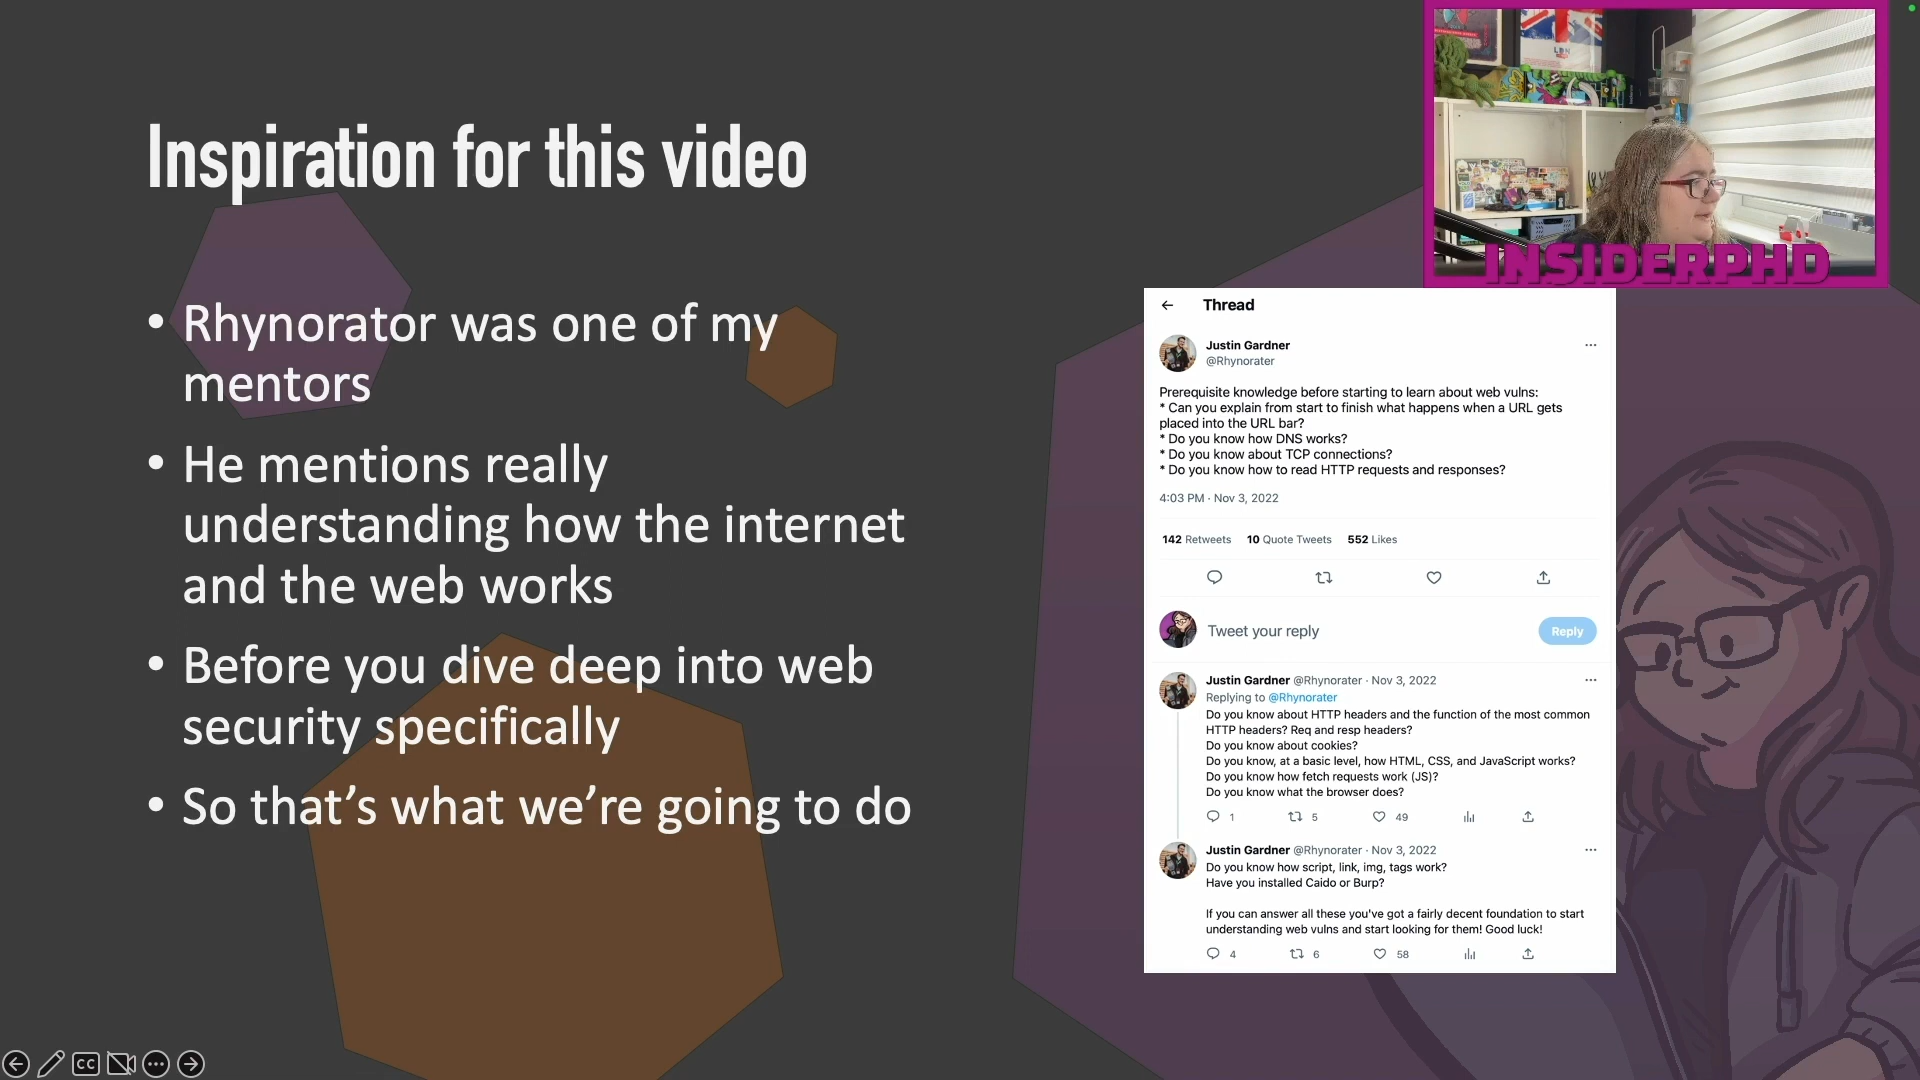 Inspiration for this video
• Rhynorator was one of my
mentors
• He mentions really
understanding how the internet
and the web works
• Before you dive deep into web
security specifically
• So that’s what we’re going to do
INSIDERPHD
Thread
Justin Gardner
@Rhynorater
Prerequisite knowledge before starting to learn about web vulns:
* Can you explain from start to finish what happens when a URL gets
placed into the URL bar?
* Do you know how DNS works?
* Do you know about TCP connections?
* Do you know how to read HTTP requests and responses?
4:03 PM · Nov 3, 2022
142 Retweets 10 Quote Tweets 552 Likes
Tweet your reply
Reply
Justin Gardner @Rhynorater · Nov 3, 2022
Replying to @Rhynorater
Do you know about HTTP headers and the function of the most common
HTTP headers? Req and resp headers?
Do you know about cookies?
Do you know, at a basic level, how HTML, CSS, and JavaScript works?
Do you know how fetch requests work (JS)?
Do you know what the browser does?
1 5 49
Justin Gardner @Rhynorater · Nov 3, 2022
Do you know how script, link, img, tags work?
Have you installed Caido or Burp?
If you can answer all these you've got a fairly decent foundation to start
understanding web vulns and start looking for them! Good luck!
4 6 58
CC